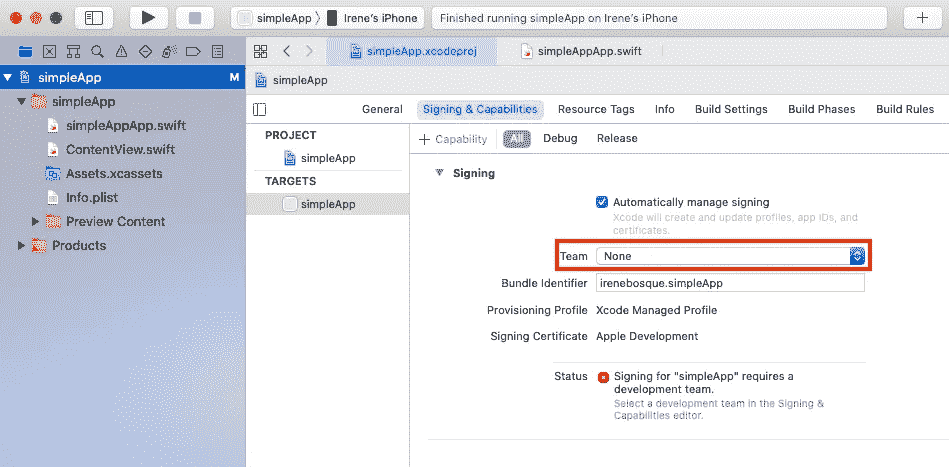 simpleApp 〉 Irene's iPhone
Finished running simpleApp on Irene's iPhone
simpleApp.xcodeproj
simpleAppApp.swift
simpleApp M
simpleApp
simpleAppApp.swift
ContentView.swift
Assets.xcassets
Info.plist
Preview Content
Products
simpleApp
General Signing & Capabilities Resource Tags Info Build Settings Build Phases Build Rules
PROJECT
simpleApp
TARGETS
simpleApp
+ Capability All Debug Release
Signing
Automatically manage signing
Xcode will create and update profiles, app IDs, and
certificates.
Team None
Bundle Identifier irenebosque.simpleApp
Provisioning Profile Xcode Managed Profile
Signing Certificate Apple Development
Status Signing for "simpleApp" requires a
development team.
Select a development team in the Signing &
Capabilities editor.